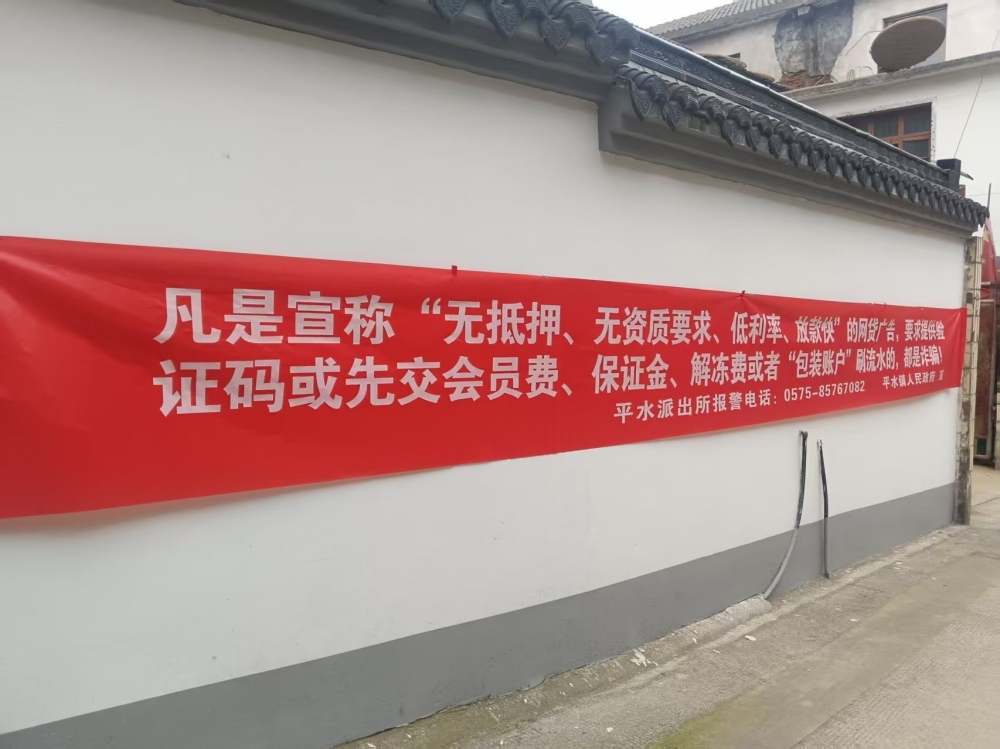 凡是宣称“无抵押、无资质要求、低利率、放款快”的网贷广告，要求提供验
证码或先交会员费、保证金、解冻费或者“包装账户”刷流水的，都是诈骗！
平水派出所报警电话：0575-85767082 平水镇人民政府 宣